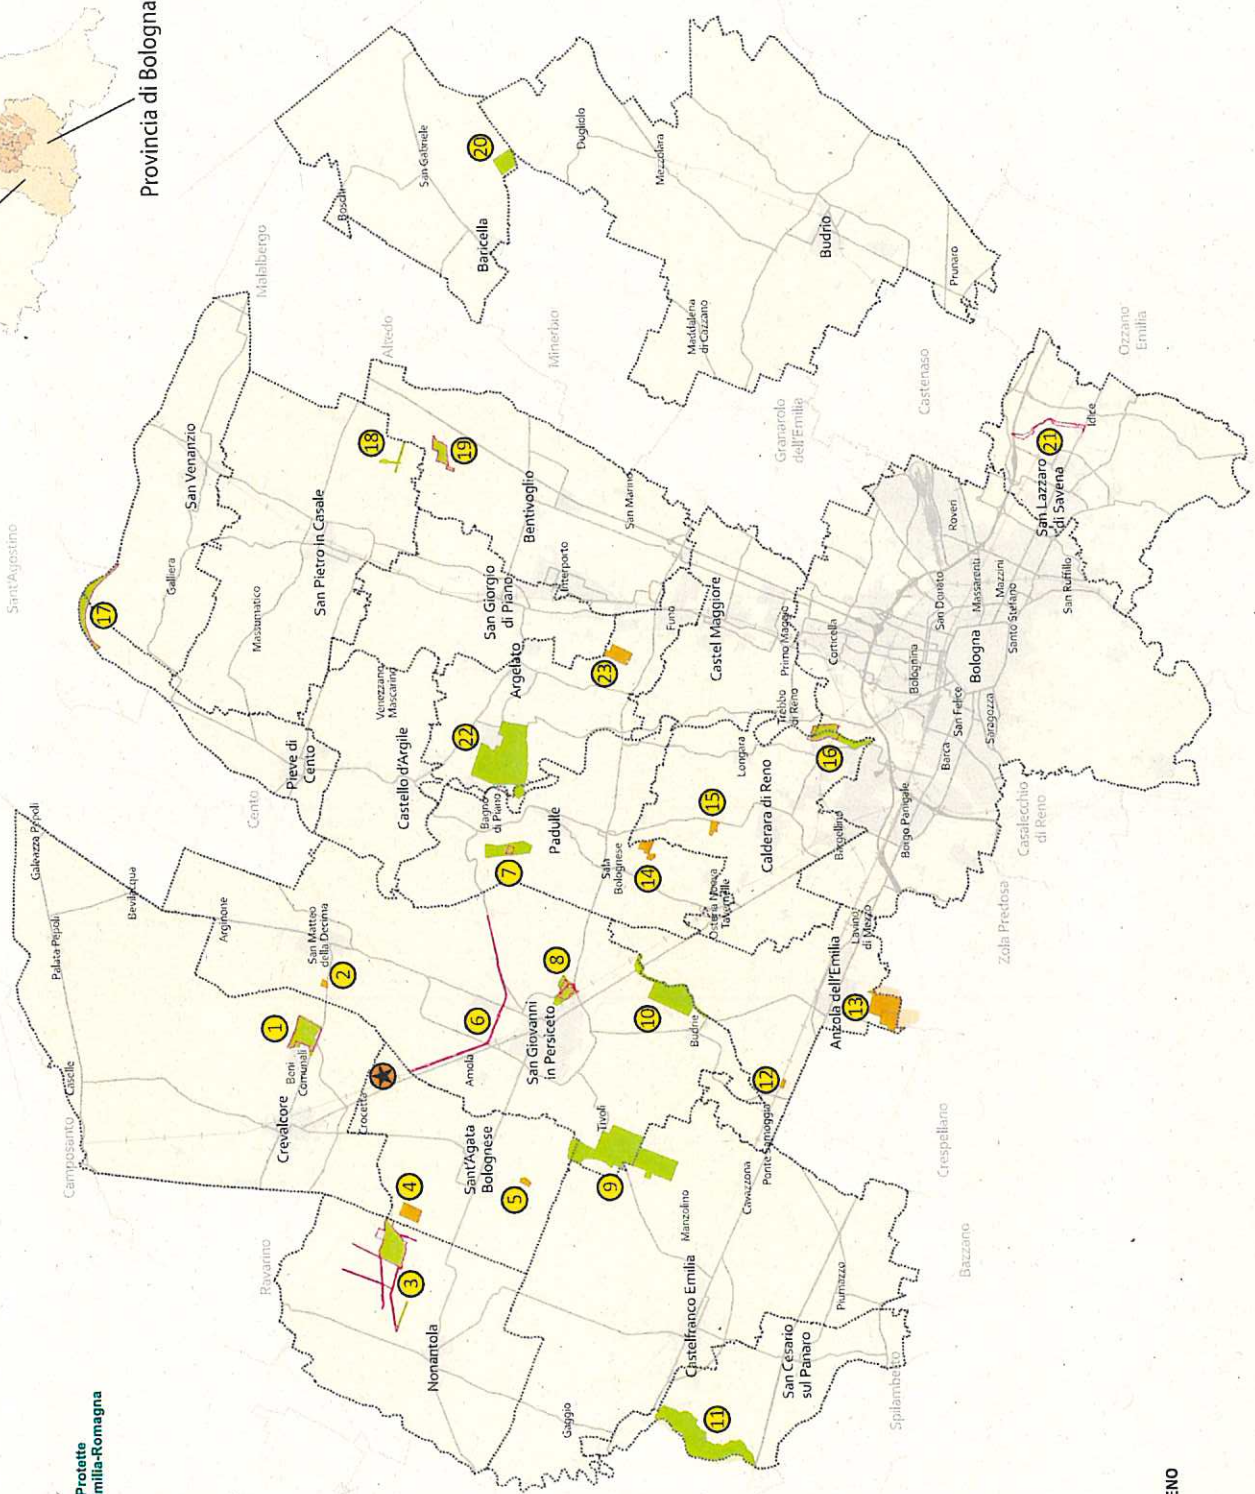 Provincia di Bologna
Protette
milia-Romagna
Sant'Agostino
Malalbergo
Altedo
Minerbio
Granarolo
dell'Emilia
Castenaso
Ozzano
Emilia
Cento
Camposanto
Ravarino
Casalecchio
di Reno
Zola Predosa
Crespellano
Bazzano
Spilamberto
Boschi
San Gabriele
Baricella
20
Dugliolo
Mezzolara
Budrio
Maddalena
di Cazzano
Prunaro
San Venanzio
Galliera
17
San Pietro in Casale
Massumatico
18
19
Bentivoglio
San Marino
Interporto
San Giorgio
di Piano
Argelato
Funo
23
22
Venezzano
Mascarino
Castello d'Argile
Pieve di
Cento
Castel Maggiore
Primo Maggio
Trebbo
di Reno
Corticella
16
Longara
15
Calderara di Reno
Bargellino
Bagno
di Piano
Padulle
7
Sala
Bolognese
14
Osteria Nuova
Tavernelle
Lavino
di Mezzo
Borgo Panigale
Barca
San Felice
Saragozza
Bolognina
Bologna
San Donato
Massarenti
Mazzini
Santo Stefano
San Ruffillo
Roveri
San Lazzaro
di Savena
21
Idice
Galeazza Pepoli
Palata Pepoli
Bevilacqua
Arginone
San Matteo
della Decima
2
1
Beni
Comunali
Caselle
Crevalcore
Crocetta
6
Amola
San Giovanni
in Persiceto
8
10
Budrie
Anzola dell'Emilia
13
12
Ponte Samoggia
Tivoli
9
Sant'Agata
Bolognese
5
4
3
Nonantola
Manzolino
Cavazzona
Castelfranco Emilia
Piumazzo
San Cesario
sul Panaro
Gaggio
11
ENO